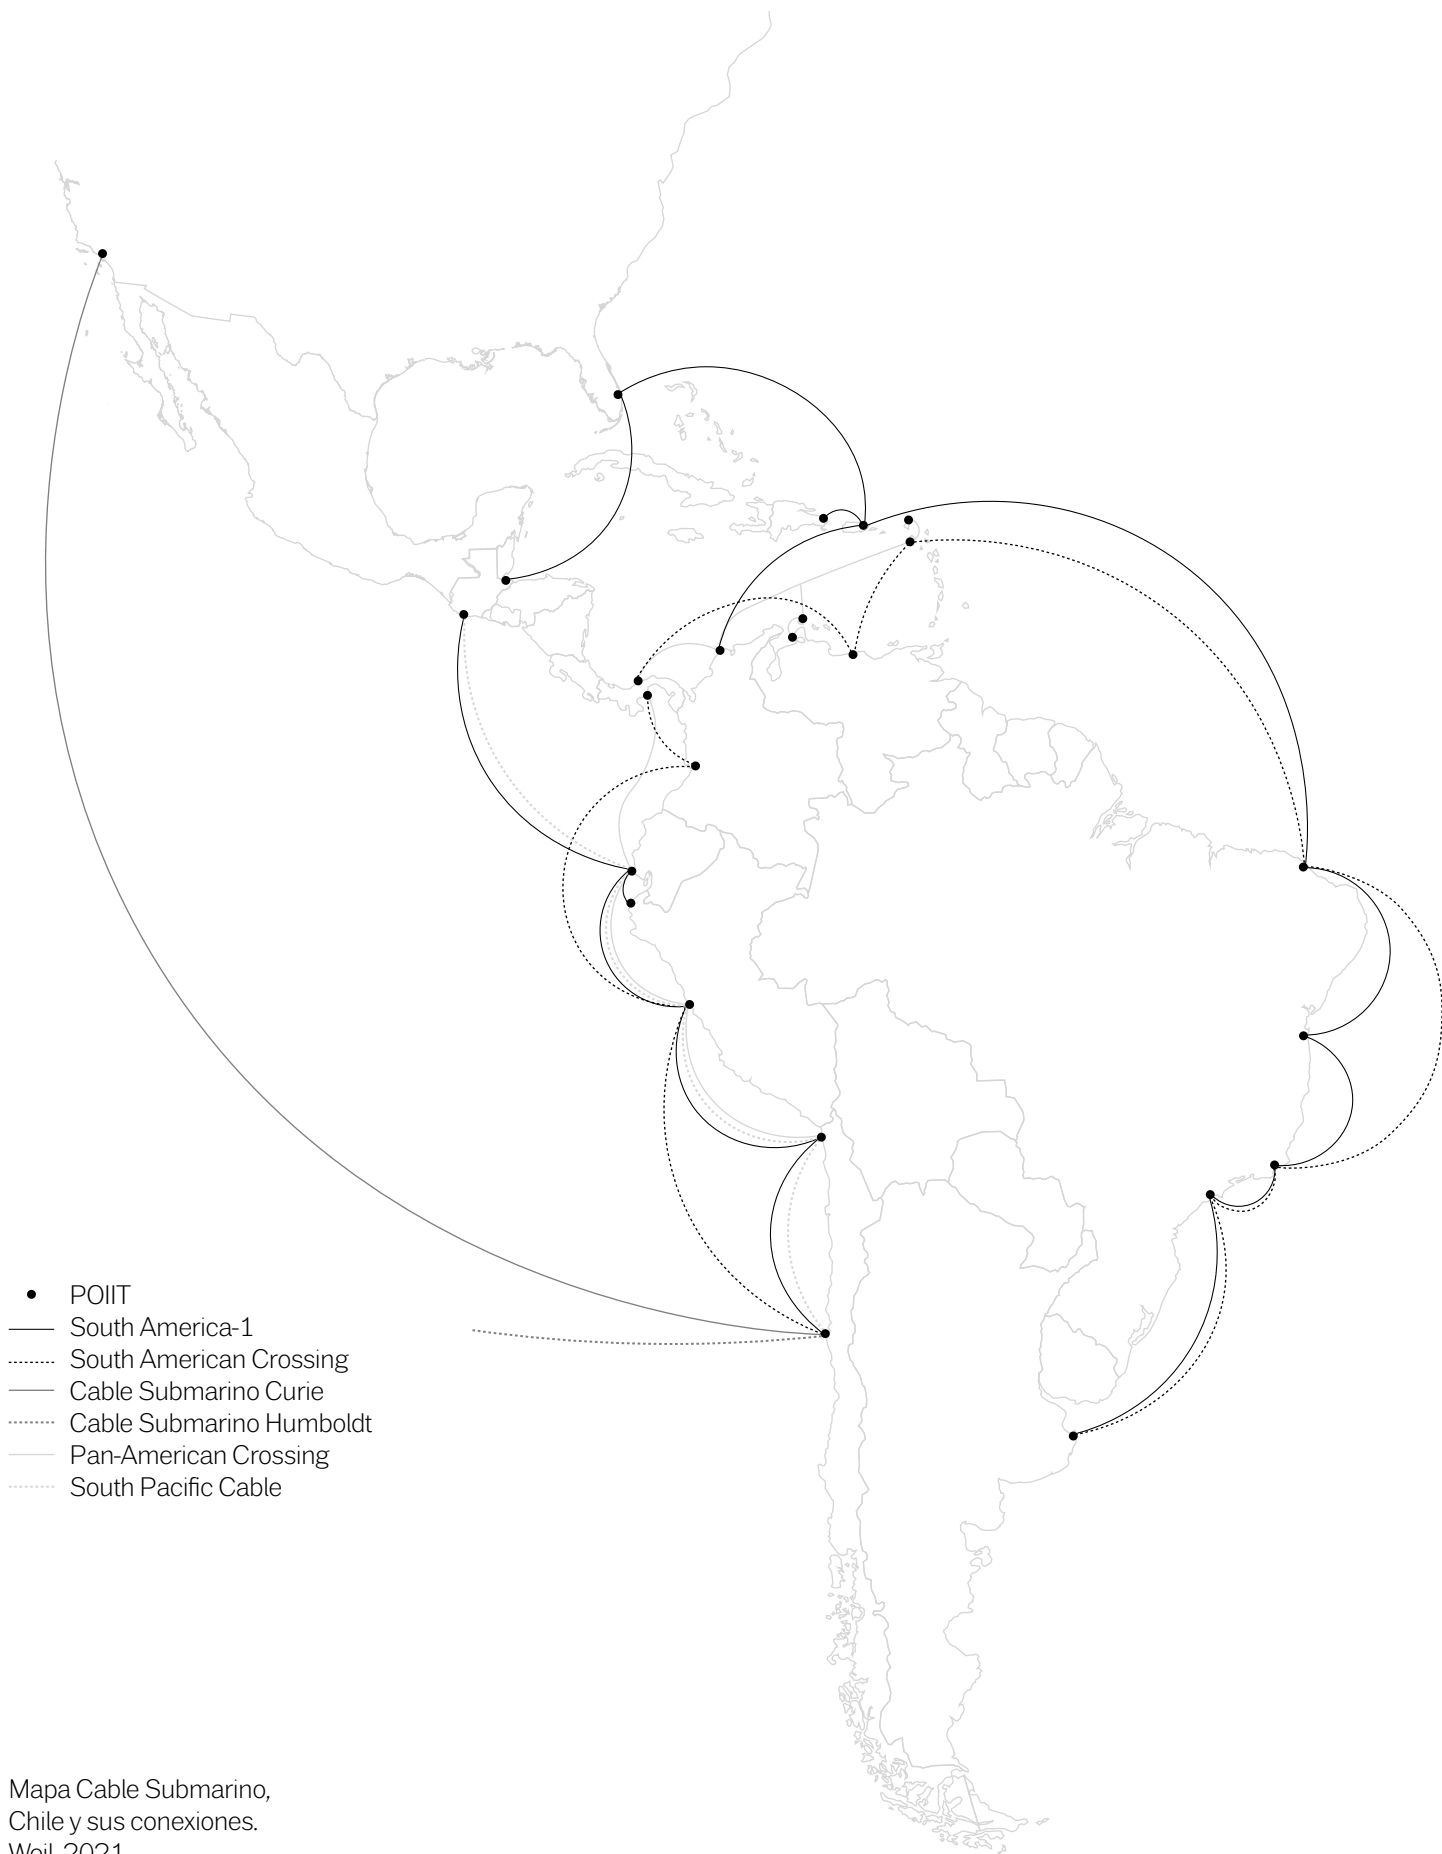 POIIT
South America-1
South American Crossing
Cable Submarino Curie
Cable Submarino Humboldt
Pan-American Crossing
South Pacific Cable
Mapa Cable Submarino,
Chile y sus conexiones.
2021